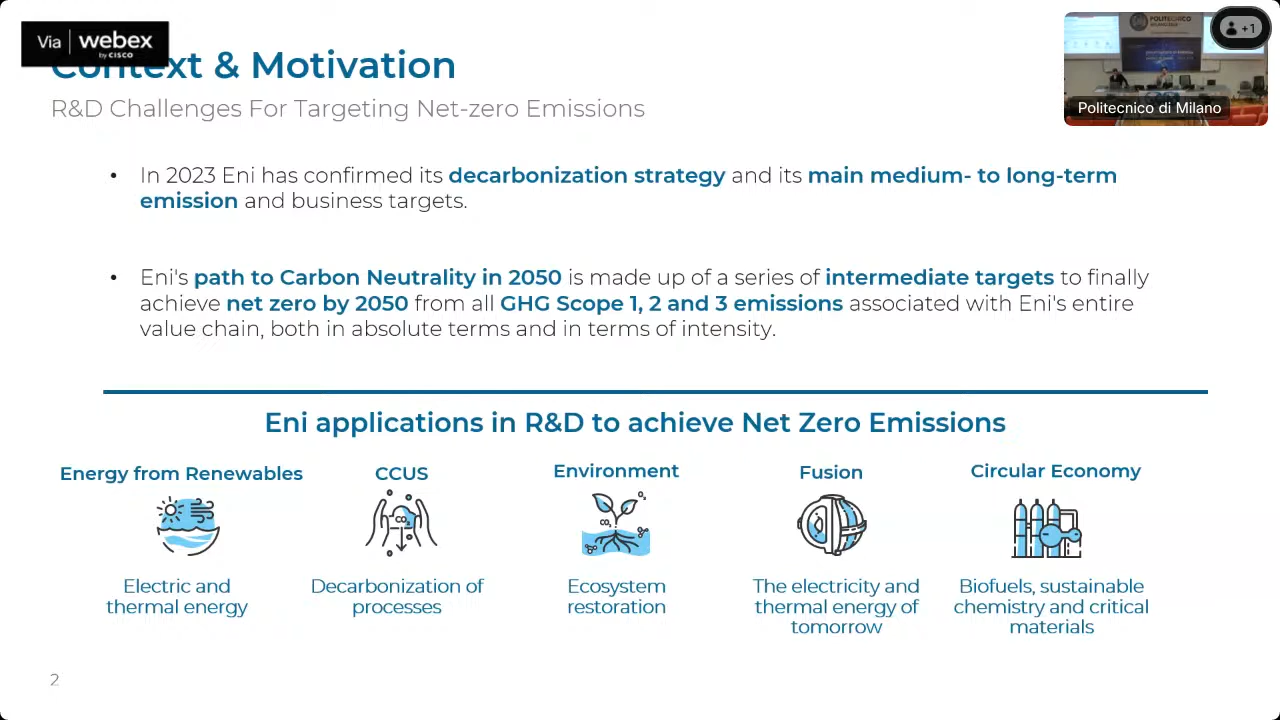 Via webex
by CISCO
Context & Motivation
R&D Challenges For Targeting Net-zero Emissions
+1
POLITECNICO
Politecnico di Milano
• In 2023 Eni has confirmed its decarbonization strategy and its main medium- to long-term
emission and business targets.
• Eni's path to Carbon Neutrality in 2050 is made up of a series of intermediate targets to finally
achieve net zero by 2050 from all GHG Scope 1, 2 and 3 emissions associated with Eni's entire
value chain, both in absolute terms and in terms of intensity.
Eni applications in R&D to achieve Net Zero Emissions
Energy from Renewables
Electric and
thermal energy
CCUS
CO₂
Decarbonization of
processes
Environment
O₂
CO₂
Ecosystem
restoration
Fusion
The electricity and
thermal energy of
tomorrow
Circular Economy
Biofuels, sustainable
chemistry and critical
materials
2